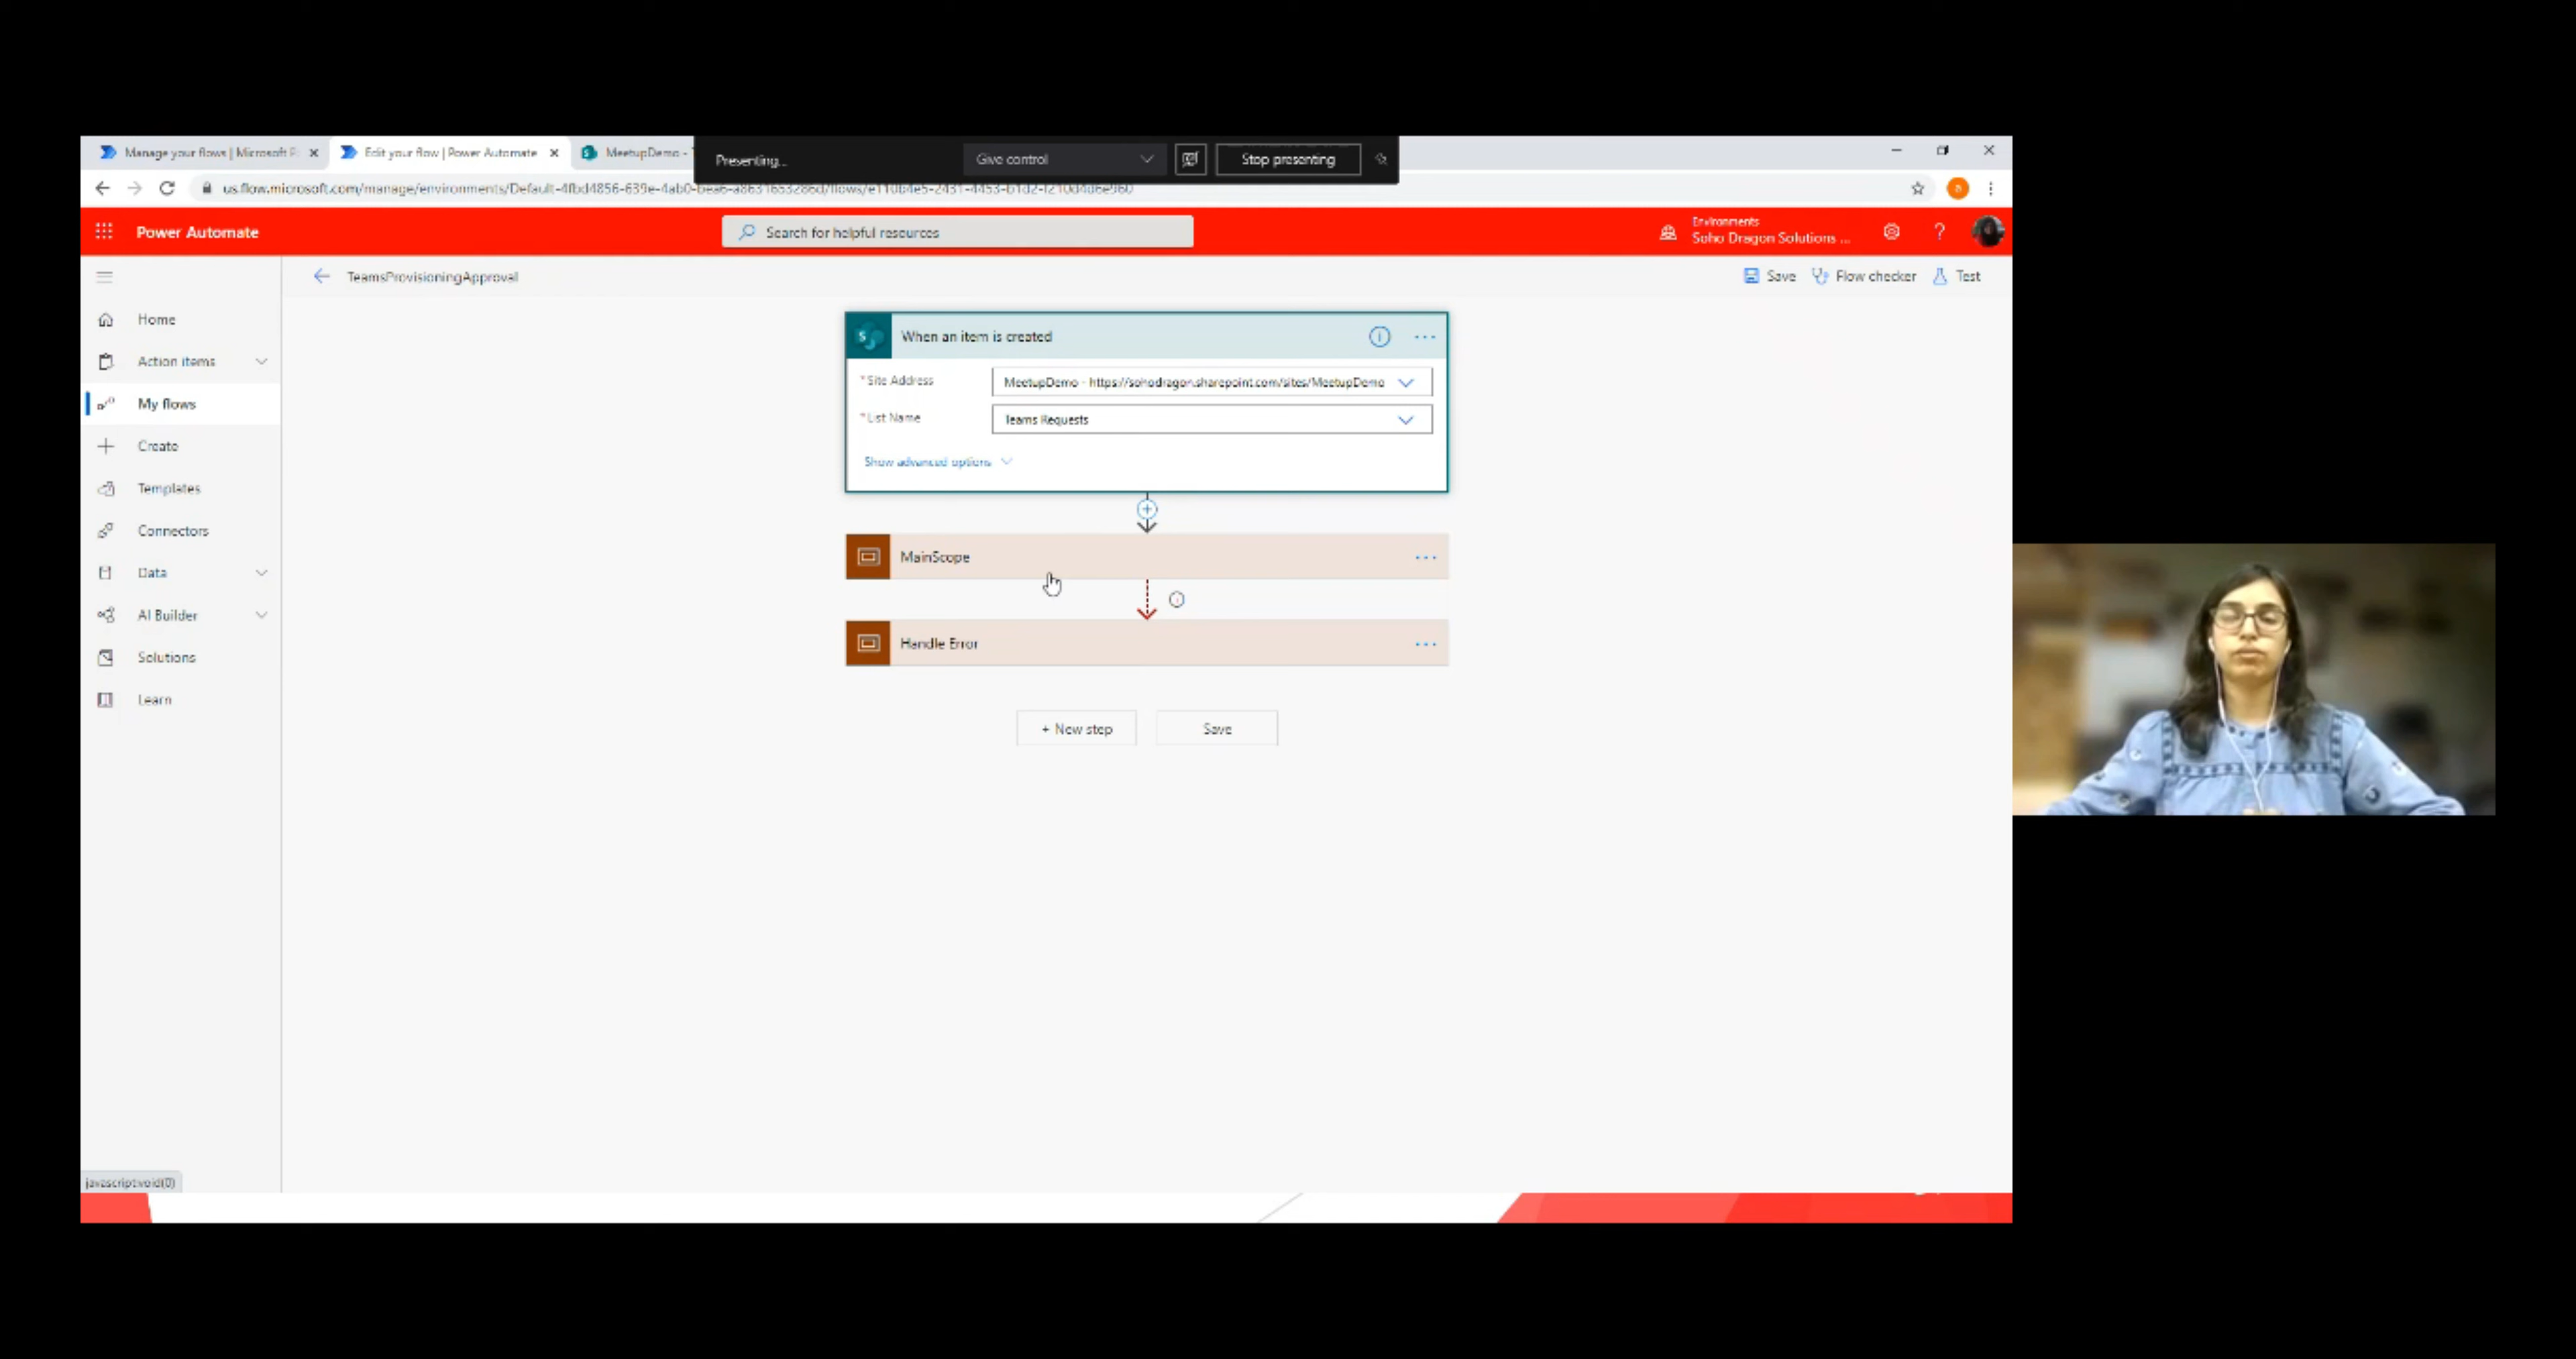 Manage your flows | Microsoft P
Edit your flow | Power Automate
MeetupDemo -
Presenting...
Give control
Stop presenting
Power Automate
Search for helpful resources
Environments
Soho Dragon Solutions ...
TeamsProvisioningApproval
Save
Flow checker
Test
Home
Action items
My flows
Create
Templates
Connectors
Data
AI Builder
Solutions
Learn
When an item is created
* Site Address
MeetupDemo - https://sohodragon.sharepoint.com/sites/MeetupDemo
* List Name
Teams Requests
Show advanced options
MainScope
Handle Error
+ New step
Save
javascript:void(0)